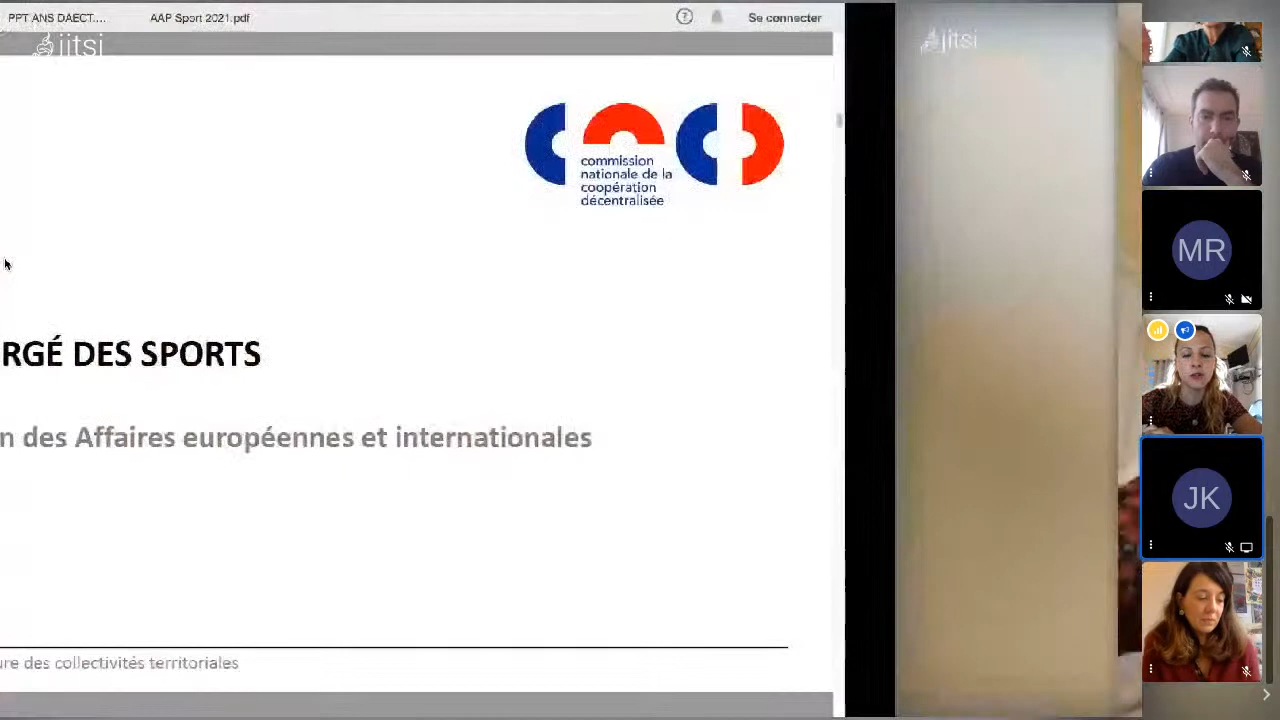 PPT ANS DAECT....
AAP Sport 2021.pdf
Se connecter
jitsi
jitsi
commission
nationale de la
coopération
décentralisée
MR
RGÉ DES SPORTS
n des Affaires européennes et internationales
JK
ure des collectivités territoriales